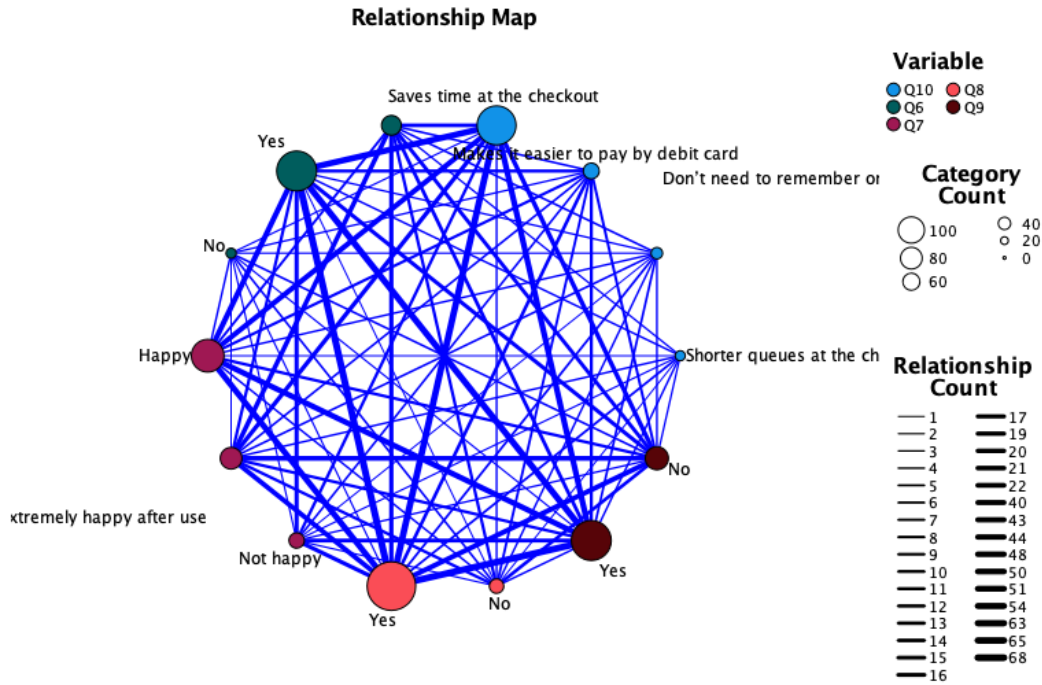 Relationship Map
Variable
Q10
Q8
Q6
Q9
Q7
Saves time at the checkout
Yes
Makes it easier to pay by debit card
Don't need to remember or
Category
Count
100
40
80
20
60
0
No
Happy
Shorter queues at the ch
No
xtremely happy after use
Not happy
Yes
No
Yes
Relationship
Count
1
17
2
19
3
20
4
21
5
22
6
40
7
43
8
44
9
48
10
50
11
51
12
54
13
63
14
65
15
68
16